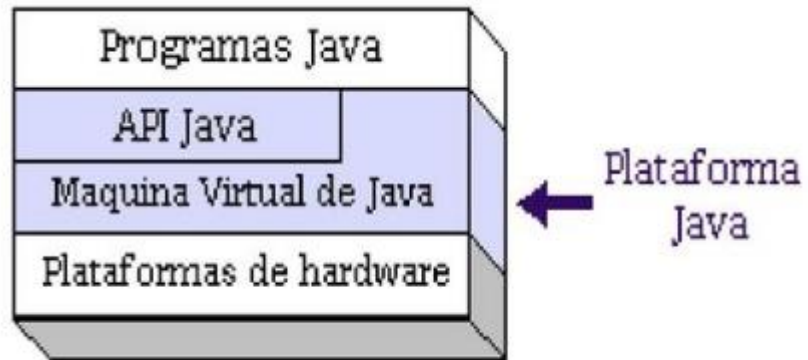 Programas Java
API Java
Maquina Virtual de Java
Plataformas de hardware
Plataforma
Java